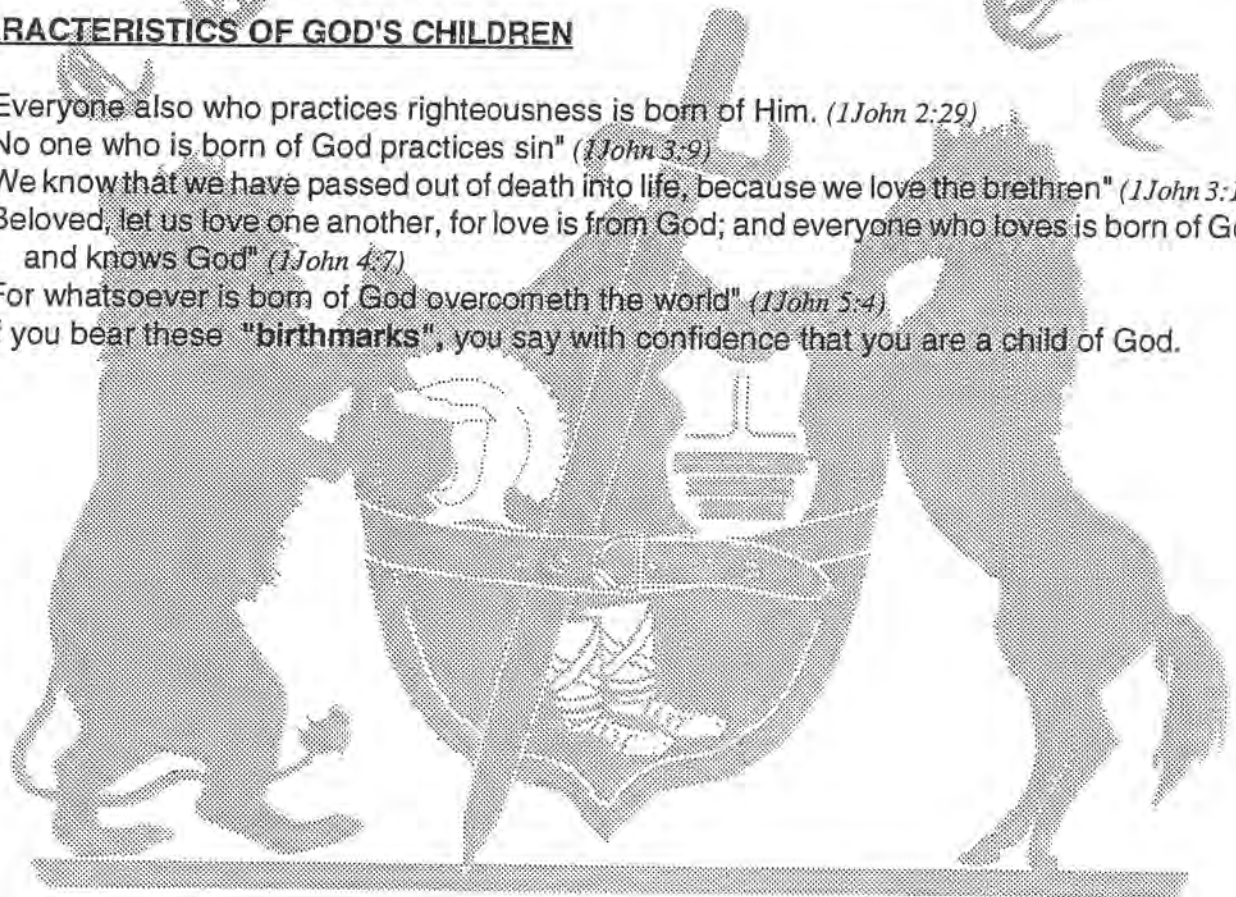 RACTERISTICS OF GOD'S CHILDREN
Everyone also who practices righteousness is born of Him. (1John 2:29)
No one who is born of God practices sin" (1John 3:9)
We know that we have passed out of death into life, because we love the brethren" (1John 3:1
Beloved, let us love one another, for love is from God; and everyone who loves is born of Go
and knows God" (1John 4:7)
For whatsoever is born of God overcometh the world" (1John 5:4)
f you bear these "birthmarks", you say with confidence that you are a child of God.